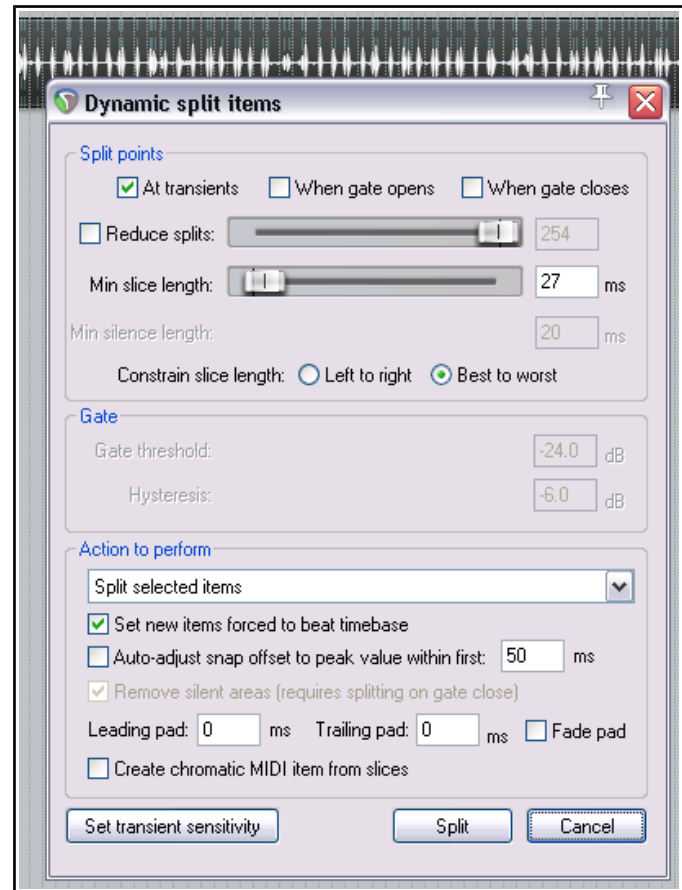 Dynamic split items
Split points
At transients When gate opens When gate closes
Reduce splits: 254
Min slice length: 27 ms
Min silence length: 20 ms
Constrain slice length: Left to right Best to worst
Gate
Gate threshold: -24.0 dB
Hysteresis: -6.0 dB
Action to perform
Split selected items
Set new items forced to beat timebase
Auto-adjust snap offset to peak value within first: 50 ms
Remove silent areas (requires splitting on gate close)
Leading pad: 0 ms Trailing pad: 0 ms Fade pad
Create chromatic MIDI item from slices
Set transient sensitivity Split Cancel